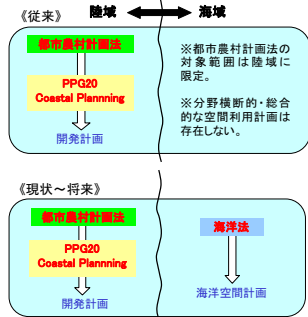 《従来》
陸域 海域
都市農村計画法
PPG20
Coastal Plannning
開発計画
※都市農村計画法の
対象範囲は陸域に
限定。
※分野横断的・総合
的な空間利用計画は
存在しない。
《現状～将来》
都市農村計画法
PPG20
Coastal Plannning
開発計画
海洋法
海洋空間計画